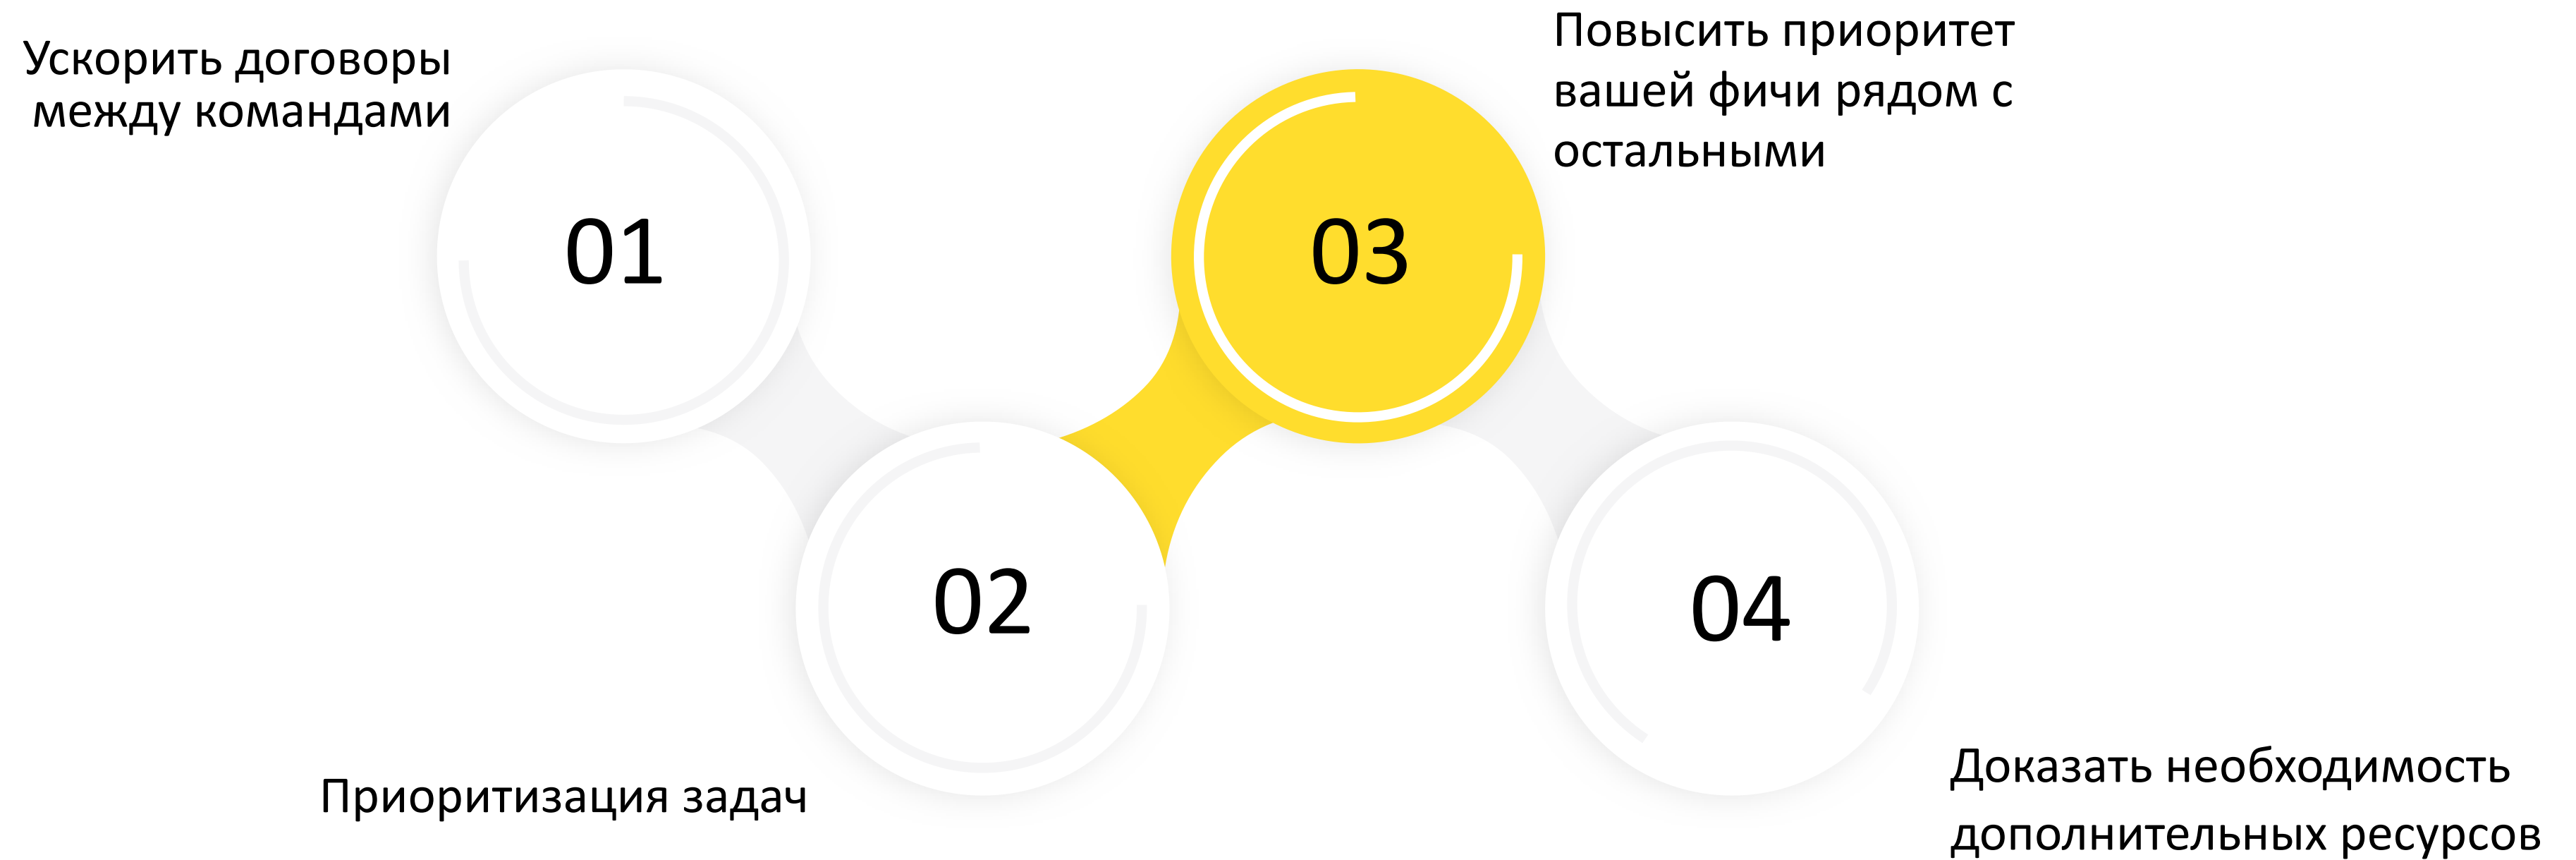 Ускорить договоры
между командами
01
02
Приоритизация задач
03
Повысить приоритет
вашей фичи рядом с
остальными
04
Доказать необходимость
дополнительных ресурсов